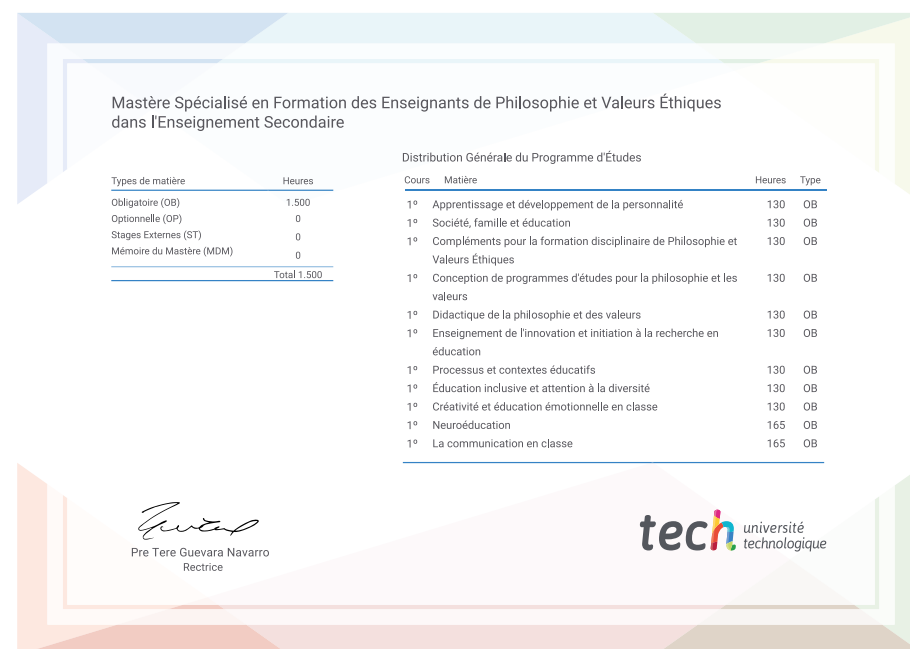 Mastère Spécialisé en Formation des Enseignants de Philosophie et Valeurs Éthiques
dans l'Enseignement Secondaire
Types de matière Heures
Obligatoire (OB) 1.500
Optionnelle (OP) 0
Stages Externes (ST) 0
Mémoire du Mastère (MDM) 0
Total 1.500
Distribution Générale du Programme d'Études
Cours Matière Heures Type
1º Apprentissage et développement de la personnalité 130 OB
1º Société, famille et éducation 130 OB
1º Compléments pour la formation disciplinaire de Philosophie et 130 OB
Valeurs Éthiques
1º Conception de programmes d'études pour la philosophie et les 130 OB
valeurs
1º Didactique de la philosophie et des valeurs 130 OB
1º Enseignement de l'innovation et initiation à la recherche en 130 OB
éducation
1º Processus et contextes éducatifs 130 OB
1º Éducation inclusive et attention à la diversité 130 OB
1º Créativité et éducation émotionnelle en classe 130 OB
1º Neuroéducation 165 OB
1º La communication en classe 165 OB
Pre Tere Guevara Navarro
Rectrice
tech université
technologique